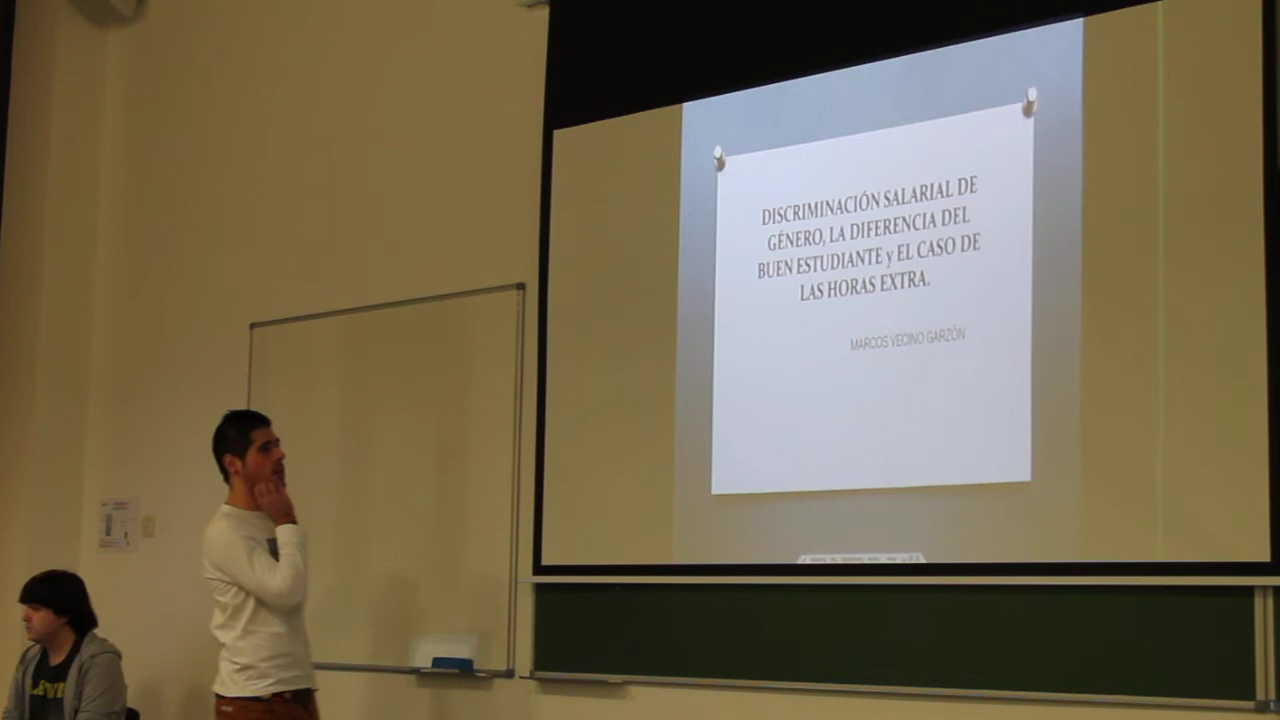 DISCRIMINACIÓN SALARIAL DE
GÉNERO, LA DIFERENCIA DEL
BUEN ESTUDIANTE y EL CASO DE
LAS HORAS EXTRA.
MARCOS VECINO GARZÓN